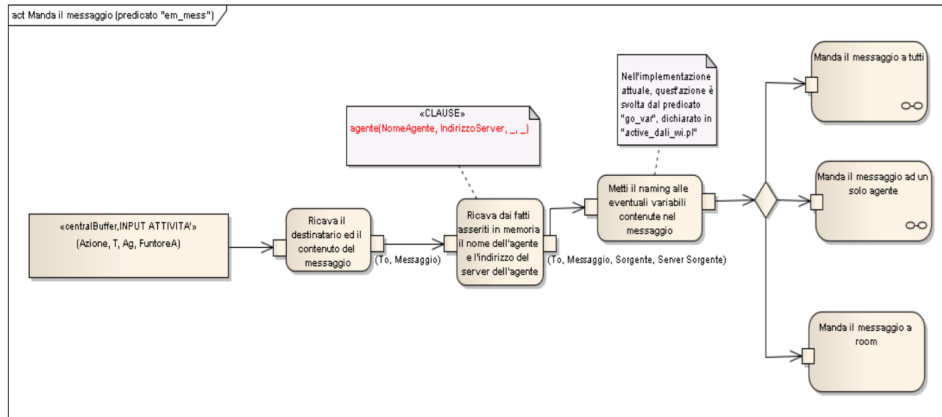 act Manda il messaggio (predicato "em_mess")
Manda il messaggio a tutti
Nell'implementazione
attuale, quest'azione è
svolta dal predicato
"go_var", dichiarato in
"active_dali_wi.pl"
«CLAUSE»
agente(NomeAgente, IndirizzoServer, _, _)
«centralBuffer,INPUT ATTIVITA'»
(Azione, T, Ag, FuntoreA)
Ricava il
destinatario ed il
contenuto del
messaggio
(To, Messaggio)
Ricava dai fatti
asseriti in memoria
il nome dell'agente
e l'indirizzo del
server dell'agente
(To, Messaggio, Sorgente, Server Sorgente)
Metti il naming alle
eventuali variabili
contenute nel
messaggio
Manda il messaggio ad un
solo agente
Manda il messaggio a
room